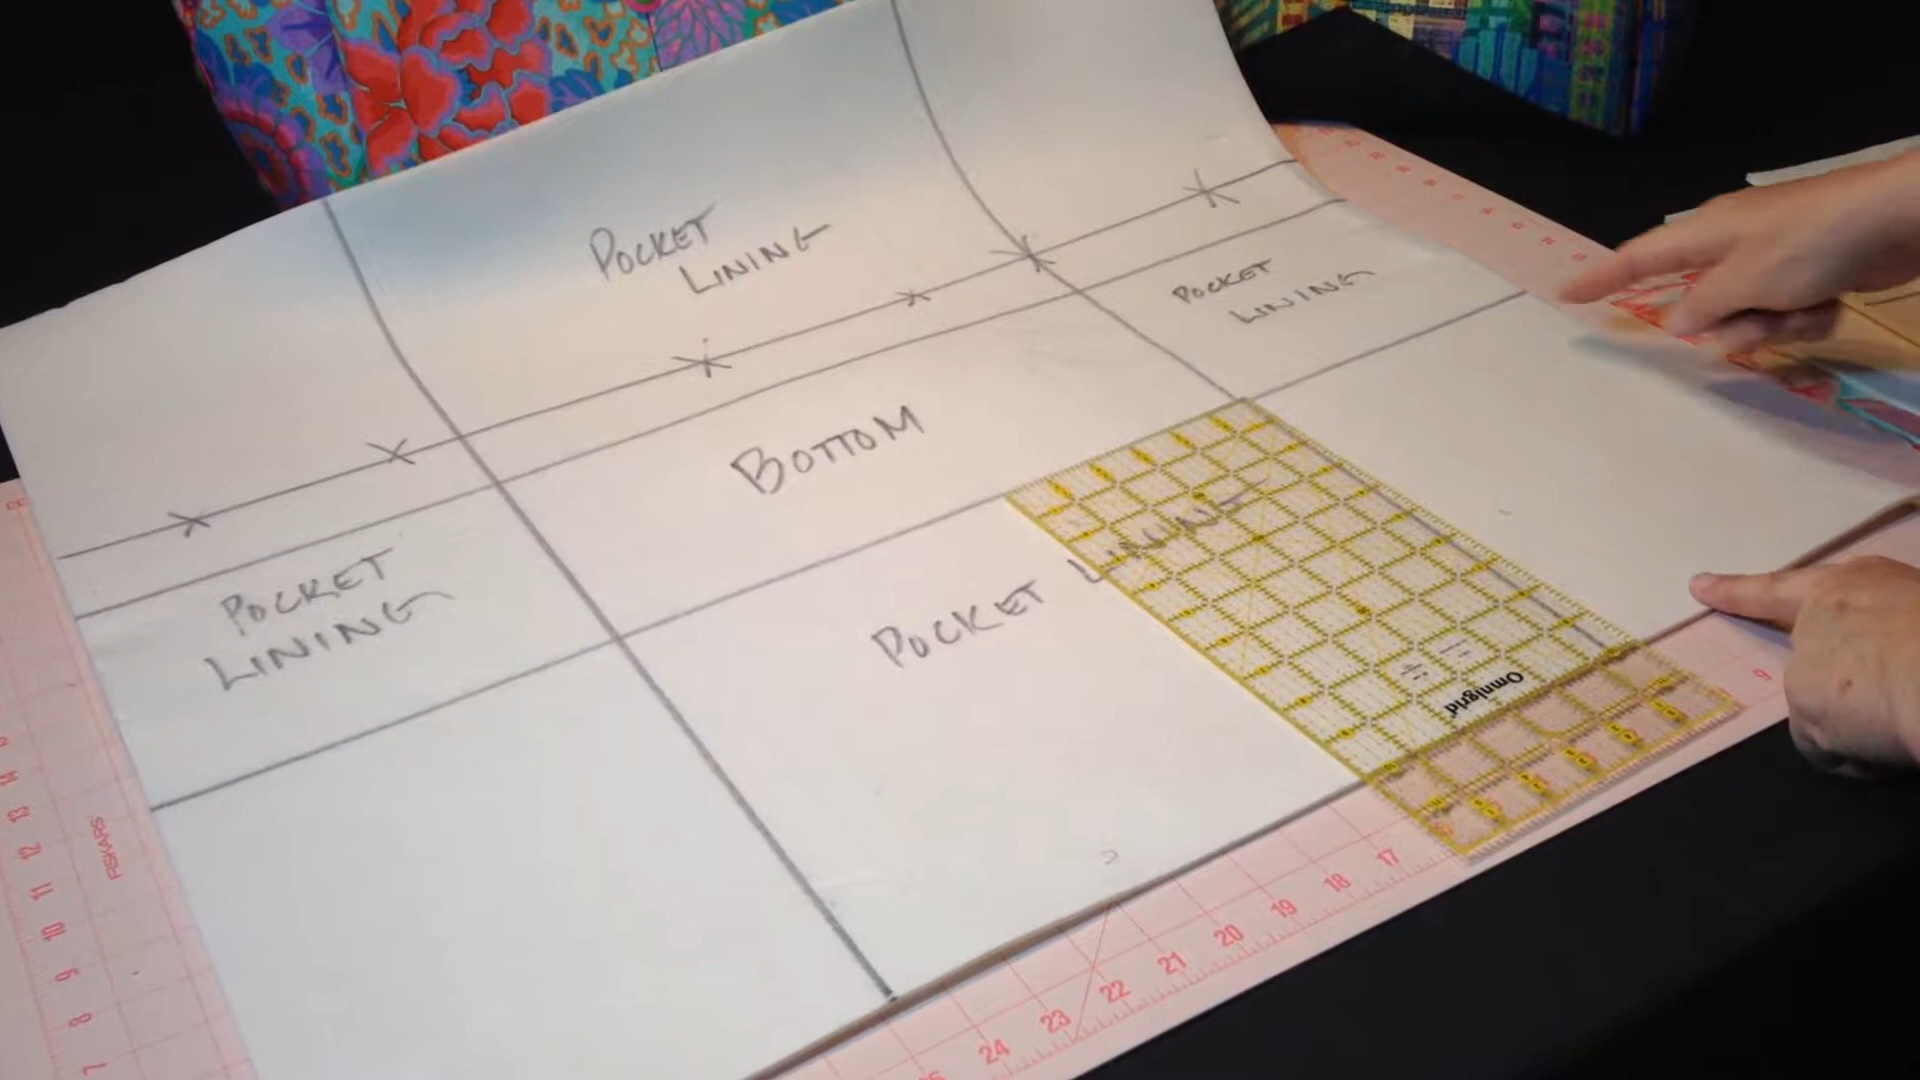 POCKET
LINING
POCKET
LINING
BOTTOM
POCKET
LINING
POCKET LINING
Omnigrid
FISKARS
14
13
12
11
10
9
8
7
9
17
18
19
20
21
22
23
24